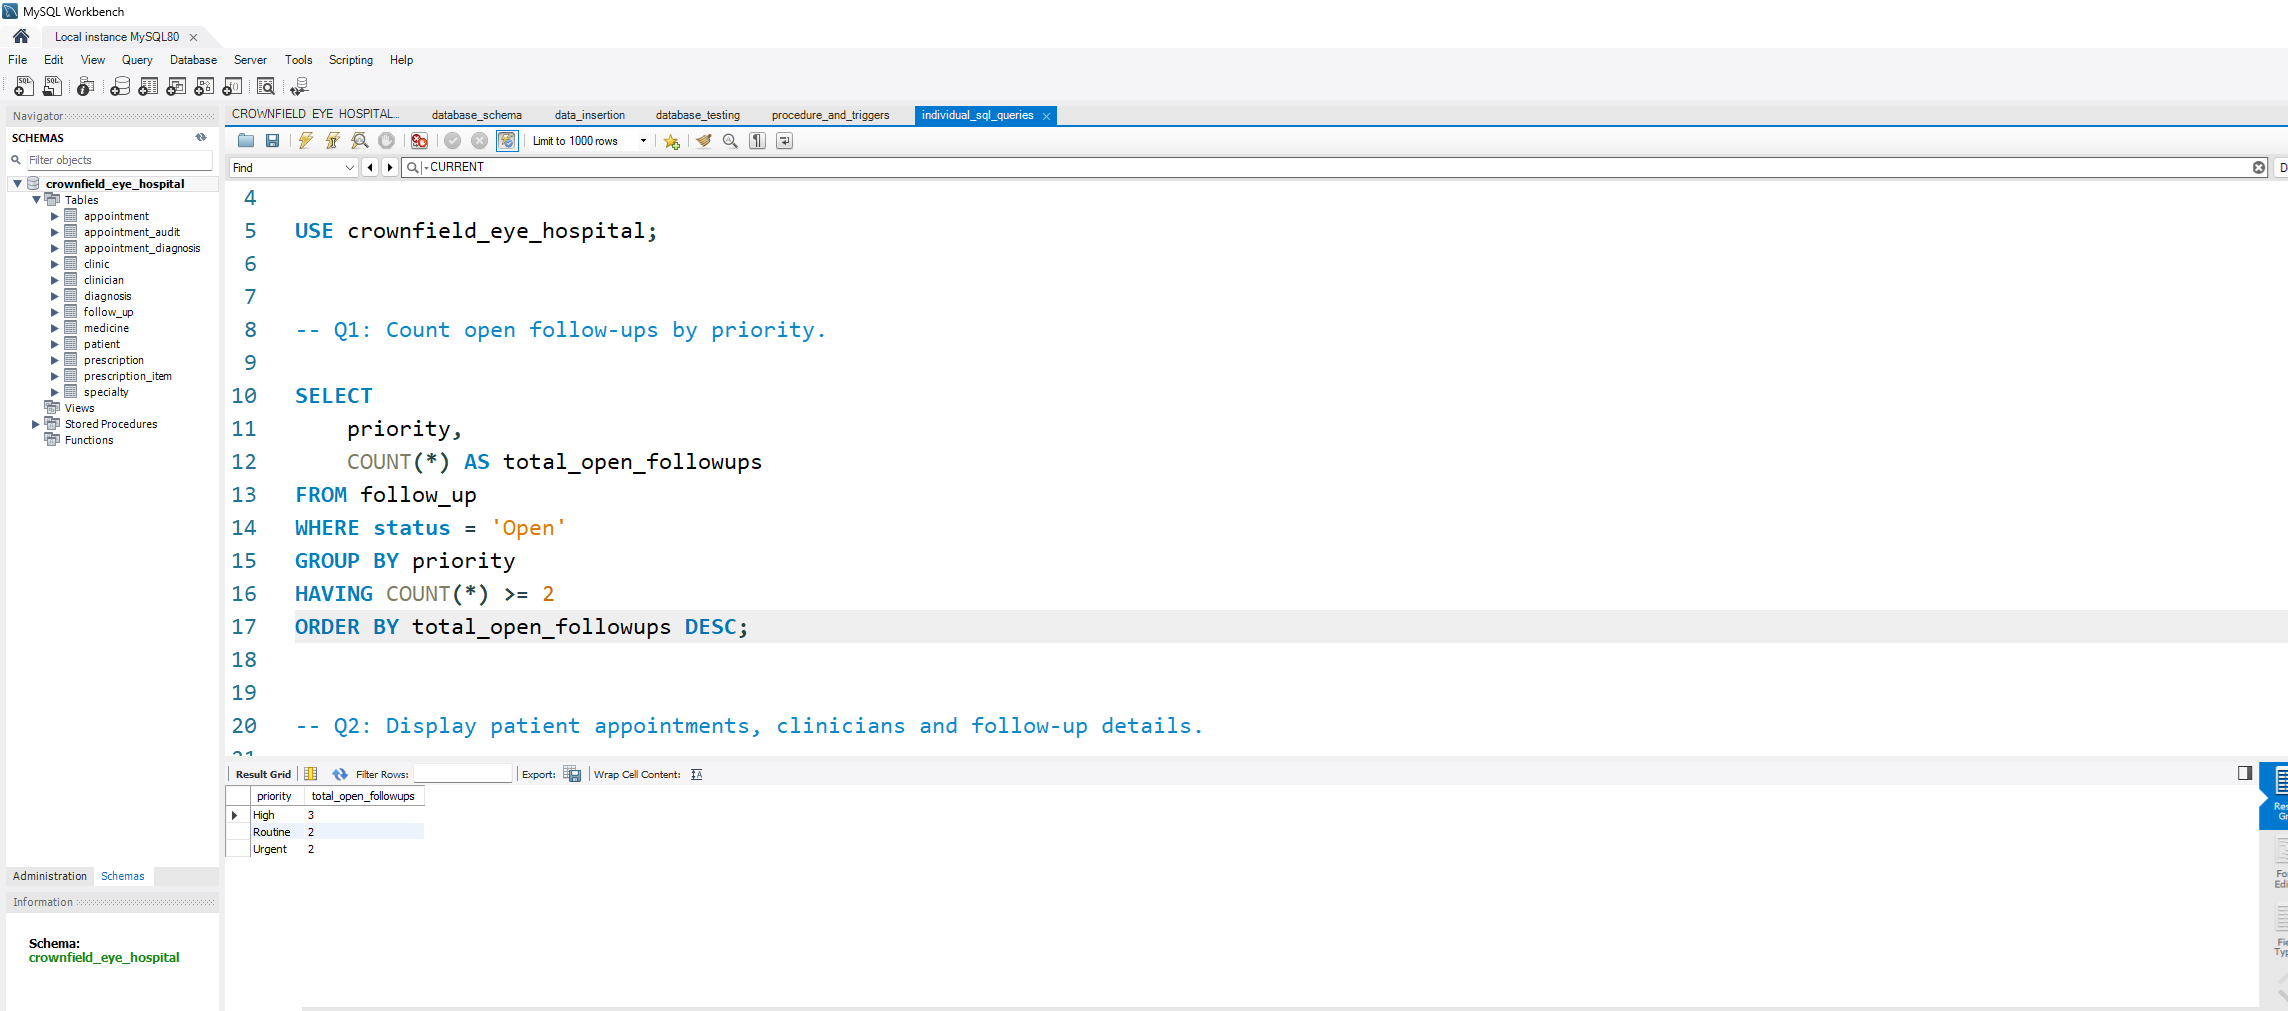 MySQL Workbench
Local instance MySQL80
File Edit View Query Database Server Tools Scripting Help
Navigator
SCHEMAS
Filter objects
crownfield_eye_hospital
Tables
appointment
appointment_audit
appointment_diagnosis
clinic
clinician
diagnosis
follow_up
medicine
patient
prescription
prescription_item
specialty
Views
Stored Procedures
Functions
Administration Schemas
Information
Schema:
crownfield_eye_hospital
CROWNFIELD EYE HOSPITAL... database_schema data_insertion database_testing procedure_and_triggers individual_sql_queries
Limit to 1000 rows
Find CURRENT
4
5 USE crownfield_eye_hospital;
6
7
8 -- Q1: Count open follow-ups by priority.
9
10 SELECT
11 priority,
12 COUNT(*) AS total_open_followups
13 FROM follow_up
14 WHERE status = 'Open'
15 GROUP BY priority
16 HAVING COUNT(*) >= 2
17 ORDER BY total_open_followups DESC;
18
19
20 -- Q2: Display patient appointments, clinicians and follow-up details.
Result Grid Filter Rows: Export: Wrap Cell Content:
priority total_open_followups
High 3
Routine 2
Urgent 2